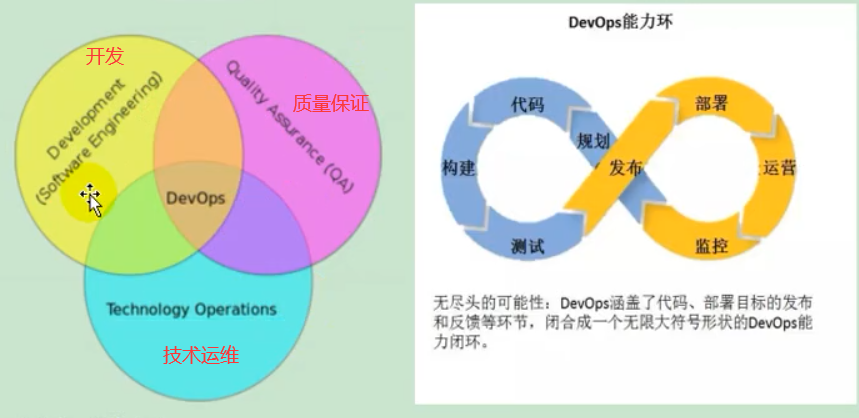 开发
Development
(Software Engineering)
Quality Assurance (QA)
质量保证
DevOps
Technology Operations
技术运维
DevOps能力环
代码
部署
规划
构建
发布
运营
测试
监控
无尽头的可能性：DevOps涵盖了代码、部署目标的发布
和反馈等环节，闭合成一个无限大符号形状的DevOps能
力闭环。